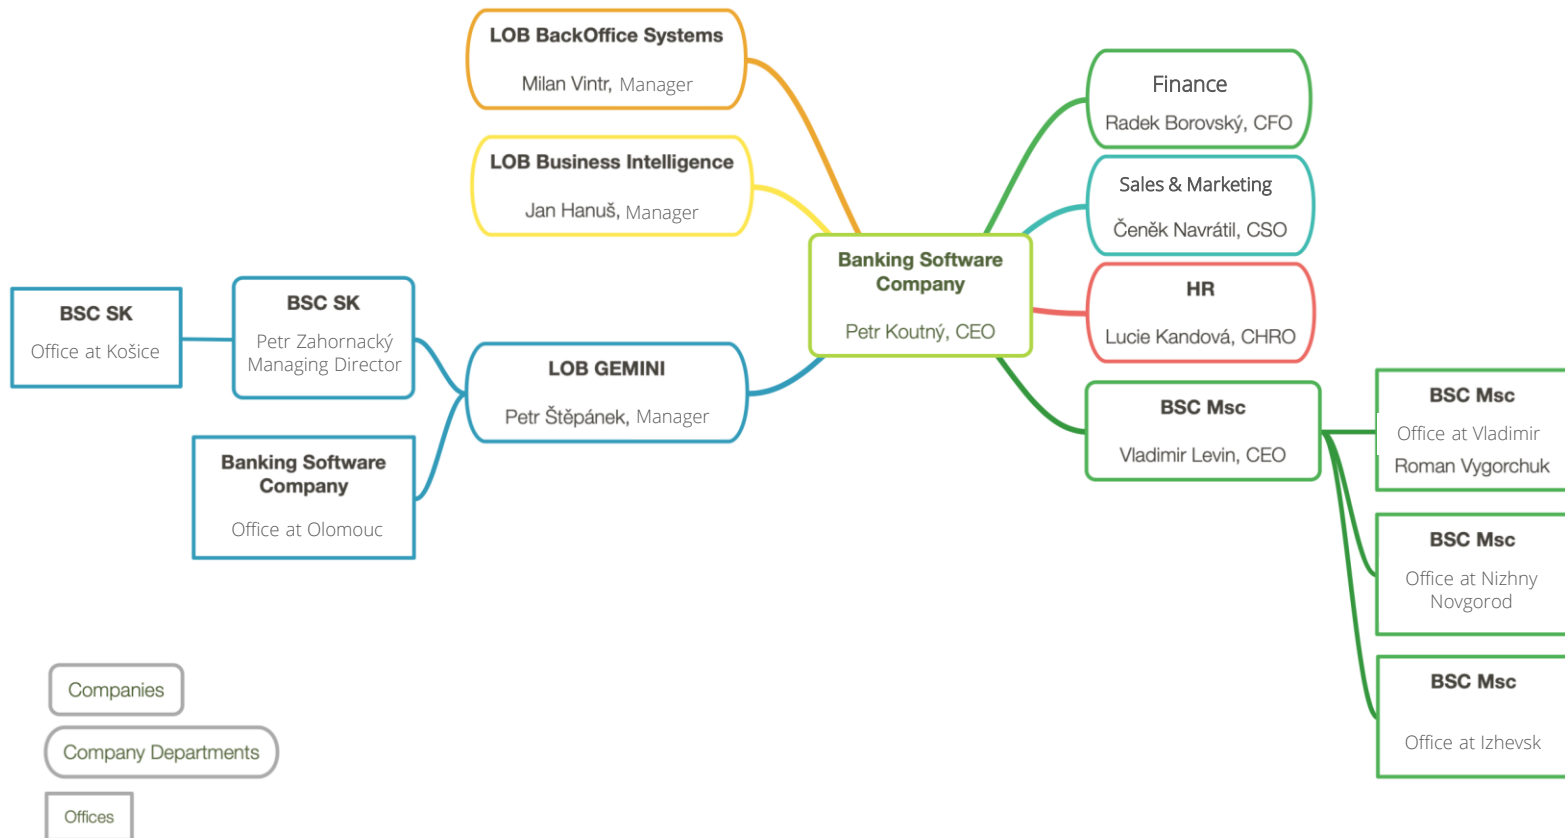 LOB BackOffice Systems
Milan Vintr, Manager
LOB Business Intelligence
Jan Hanuš, Manager
Finance
Radek Borovský, CFO
Sales & Marketing
Čeněk Navrátil, CSO
Banking Software
Company
Petr Koutný, CEO
HR
Lucie Kandová, CHRO
BSC SK
Office at Košice
BSC SK
Petr Zahornacký
Managing Director
LOB GEMINI
Petr Štěpánek, Manager
Banking Software
Company
Office at Olomouc
BSC Msc
Vladimir Levin, CEO
BSC Msc
Office at Vladimir
Roman Vygorchuk
BSC Msc
Office at Nizhny
Novgorod
BSC Msc
Office at Izhevsk
Companies
Company Departments
Offices